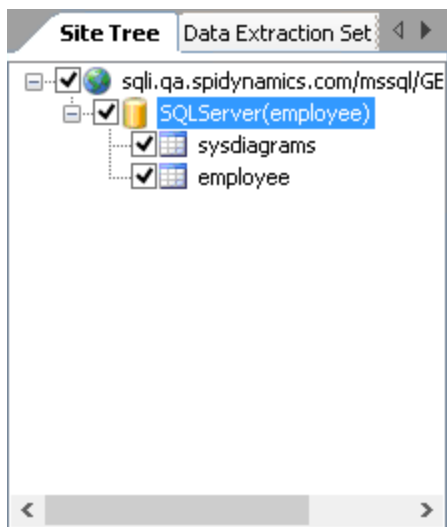 Site Tree Data Extraction Set
sqli.qa.spidynamics.com/mssql/GE
SQLServer(employee)
sysdiagrams
employee